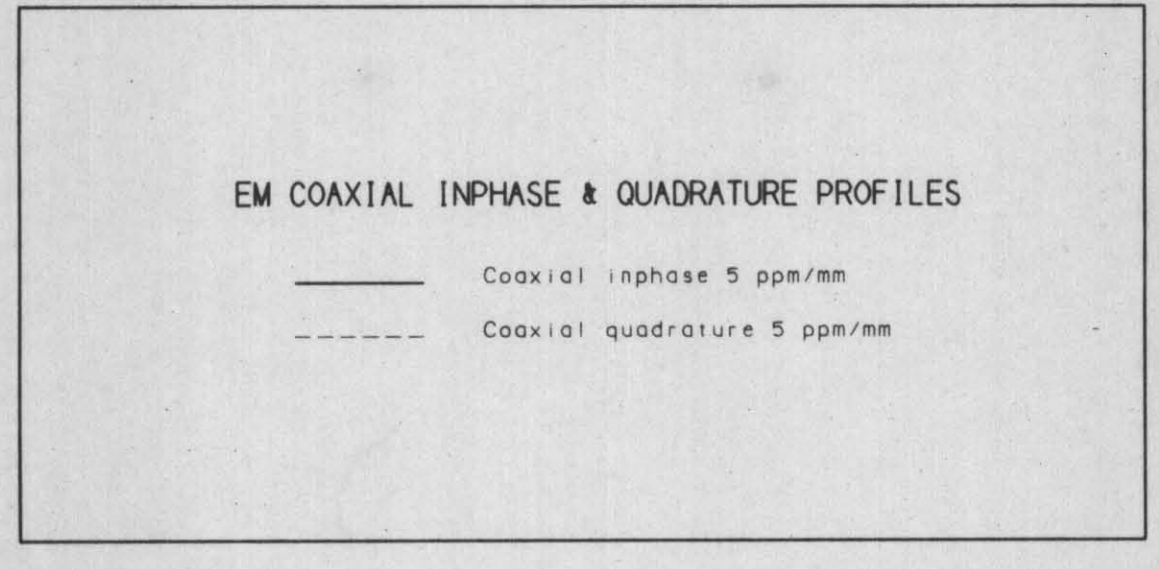 EM COAXIAL INPHASE & QUADRATURE PROFILES
Coaxial inphase 5 ppm/mm
Coaxial quadrature 5 ppm/mm